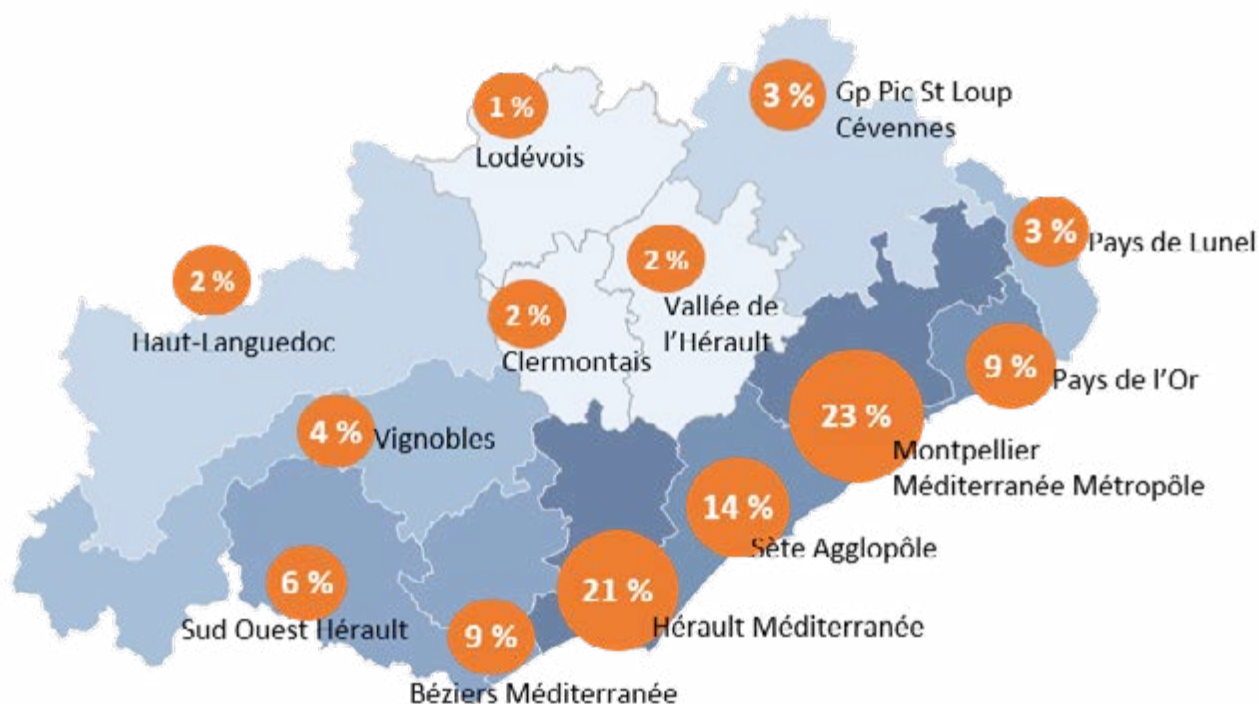 1 %
Lodévois
3 %
Gp Pic St Loup
Cévennes
3 %
Pays de Lunel
2 %
Haut-Languedoc
2 %
Clermontais
2 %
Vallée de
l'Hérault
9 %
Pays de l'Or
4 %
Vignobles
23 %
Montpellier
Méditerranée Métropôle
14 %
Sète Agglopôle
6 %
Sud Ouest Hérault
21 %
Hérault Méditerranée
9 %
Béziers Méditerranée